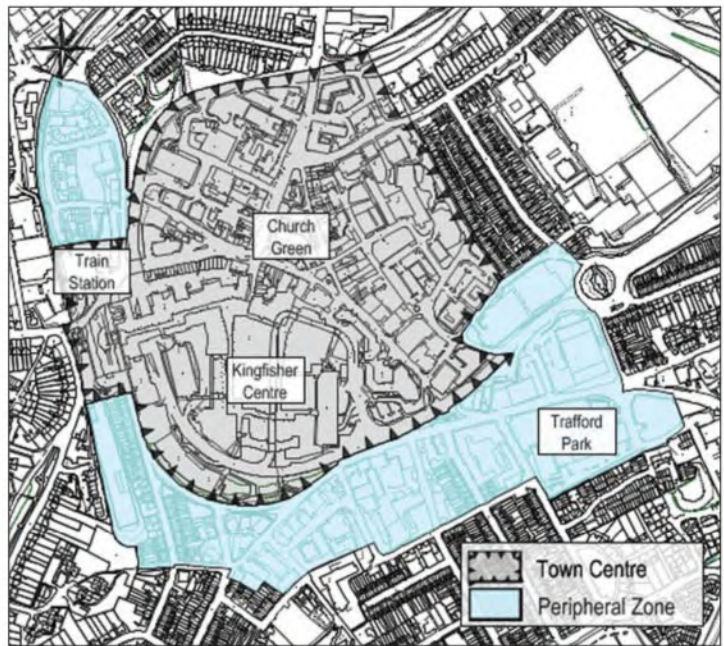 Church
Green
Train
Station
Kingfisher
Centre
Trafford
Park
Town Centre
Peripheral Zone